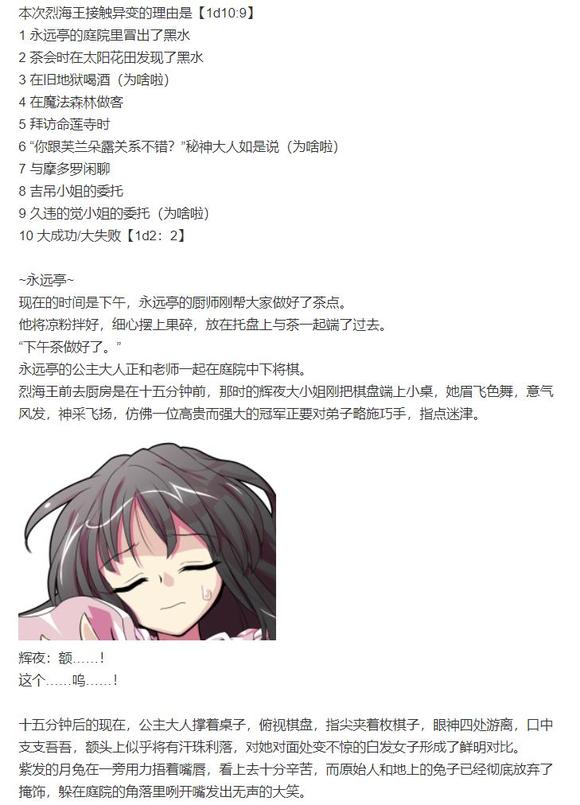 本次烈海王接触异变的理由是【1d10:9】
1 永远亭的庭院里冒出了黑水
2 茶会时在太阳花田发现了黑水
3 在旧地狱喝酒（为啥啦）
4 在魔法森林做客
5 拜访命莲寺时
6 “你跟芙兰朵露关系不错？”秘神大人如是说（为啥啦）
7 与摩多罗闲聊
8 吉吊小姐的委托
9 久违的觉小姐的委托（为啥啦）
10 大成功/大失败【1d2：2】
~永远亭~
现在的时间是下午，永远亭的厨师刚帮大家做好了茶点。
他将凉粉拌好，细心摆上果碎，放在托盘上与茶一起端了过去。
“下午茶做好了。”
永远亭的公主大人正和老师一起在庭院中下将棋。
烈海王前去厨房是在十五分钟前，那时的辉夜大小姐刚把棋盘端上小桌，她眉飞色舞，意气
风发，神采飞扬，仿佛一位高贵而强大的冠军正要对弟子略施巧手，指点迷津。
辉夜：额……！
这个……呜……！
十五分钟后的现在，公主大人撑着桌子，俯视棋盘，指尖夹着枚棋子，眼神四处游离，口中
支支吾吾，额头上似乎将有汗珠利落，对她对面处变不惊的白发女子形成了鲜明对比。
紫发的月兔在一旁用力捂着嘴唇，看上去十分辛苦，而原始人和地上的兔子已经彻底放弃了
掩饰，躲在庭院的角落里咧开嘴发出无声的大笑。